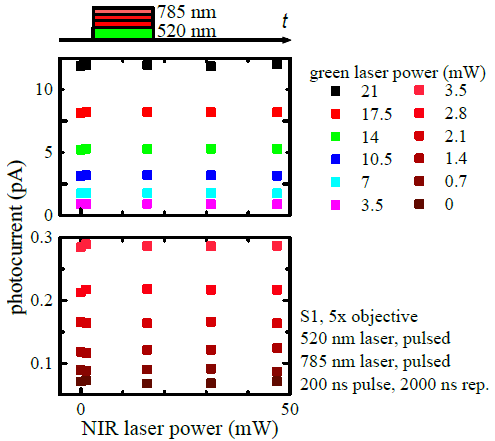 785 nm
520 nm
t
green laser power (mW)
21 3.5
17.5 2.8
14 2.1
10.5 1.4
7 0.7
3.5 0
10
5
0
photocurrent (pA)
0.3
0.2
0.1
0 50
NIR laser power (mW)
S1, 5x objective
520 nm laser, pulsed
785 nm laser, pulsed
200 ns pulse, 2000 ns rep.